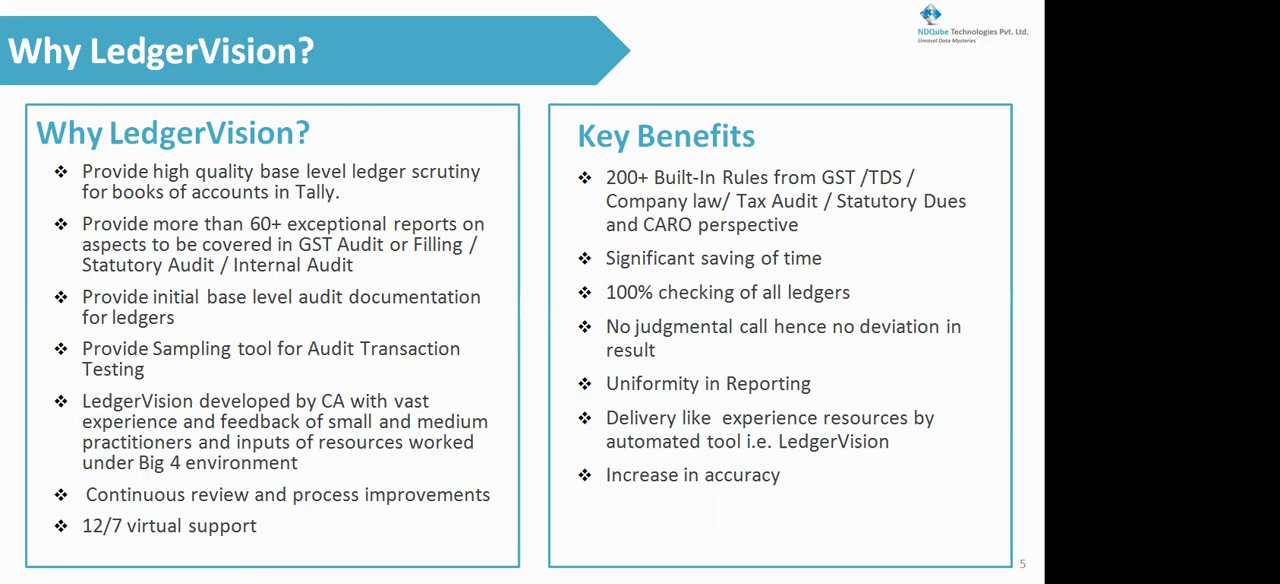 Why LedgerVision?
NDQube Technologies Pvt. Ltd.
Unravel Data Mysteries
Why LedgerVision?
❖ Provide high quality base level ledger scrutiny
for books of accounts in Tally.
❖ Provide more than 60+ exceptional reports on
aspects to be covered in GST Audit or Filling /
Statutory Audit / Internal Audit
❖ Provide initial base level audit documentation
for ledgers
❖ Provide Sampling tool for Audit Transaction
Testing
❖ LedgerVision developed by CA with vast
experience and feedback of small and medium
practitioners and inputs of resources worked
under Big 4 environment
❖ Continuous review and process improvements
❖ 12/7 virtual support
Key Benefits
❖ 200+ Built-In Rules from GST /TDS /
Company law/ Tax Audit / Statutory Dues
and CARO perspective
❖ Significant saving of time
❖ 100% checking of all ledgers
❖ No judgmental call hence no deviation in
result
❖ Uniformity in Reporting
❖ Delivery like experience resources by
automated tool i.e. LedgerVision
❖ Increase in accuracy
5